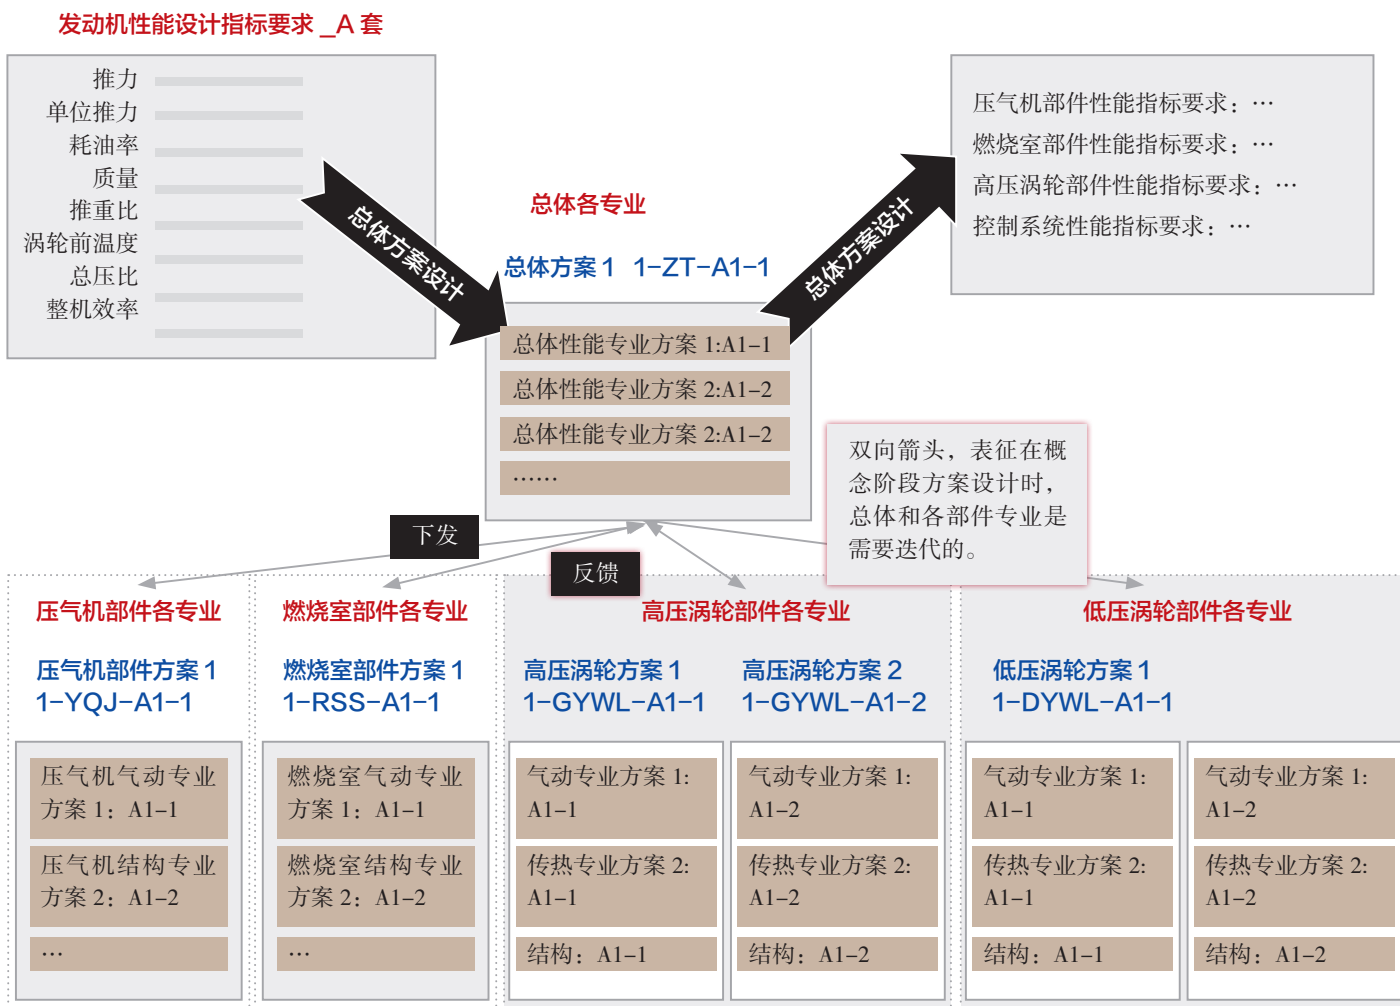 发动机性能设计指标要求 _A 套
推力
单位推力
耗油率
质量
推重比
涡轮前温度
总压比
整机效率
总体方案设计
总体各专业
总体方案 1 1-ZT-A1-1
总体性能专业方案 1:A1-1
总体性能专业方案 2:A1-2
总体性能专业方案 2:A1-2
……
总体方案设计
压气机部件性能指标要求：…
燃烧室部件性能指标要求：…
高压涡轮部件性能指标要求：…
控制系统性能指标要求：…
双向箭头，表征在概
念阶段方案设计时，
总体和各部件专业是
需要迭代的。
下发
反馈
压气机部件各专业
压气机部件方案 1
1-YQJ-A1-1
压气机气动专业
方案 1：A1-1
压气机结构专业
方案 2：A1-2
…
燃烧室部件各专业
燃烧室部件方案 1
1-RSS-A1-1
燃烧室气动专业
方案 1：A1-1
燃烧室结构专业
方案 2：A1-2
…
高压涡轮部件各专业
高压涡轮方案 1
1-GYWL-A1-1
气动专业方案 1:
A1-1
传热专业方案 2:
A1-1
结构：A1-1
高压涡轮方案 2
1-GYWL-A1-2
气动专业方案 1:
A1-2
传热专业方案 2:
A1-2
结构：A1-2
低压涡轮部件各专业
低压涡轮方案 1
1-DYWL-A1-1
气动专业方案 1:
A1-1
传热专业方案 2:
A1-1
结构：A1-1
气动专业方案 1:
A1-2
传热专业方案 2:
A1-2
结构：A1-2